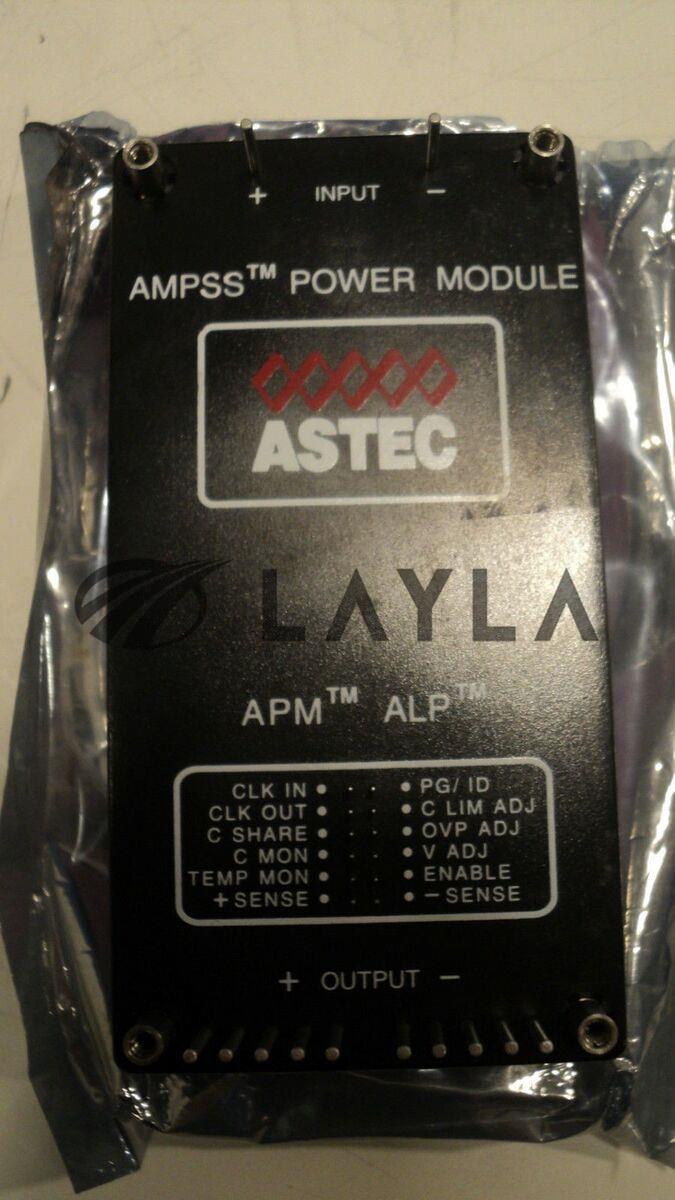 + INPUT −
AMPSS™ POWER MODULE
ASTEC
LAYLA
APM™ ALP™
CLK IN • . . • PG/ ID
CLK OUT • . . • C LIM ADJ
C SHARE • . . • OVP ADJ
C MON • . . • V ADJ
TEMP MON • . . • ENABLE
+SENSE • . . • −SENSE
+ OUTPUT −